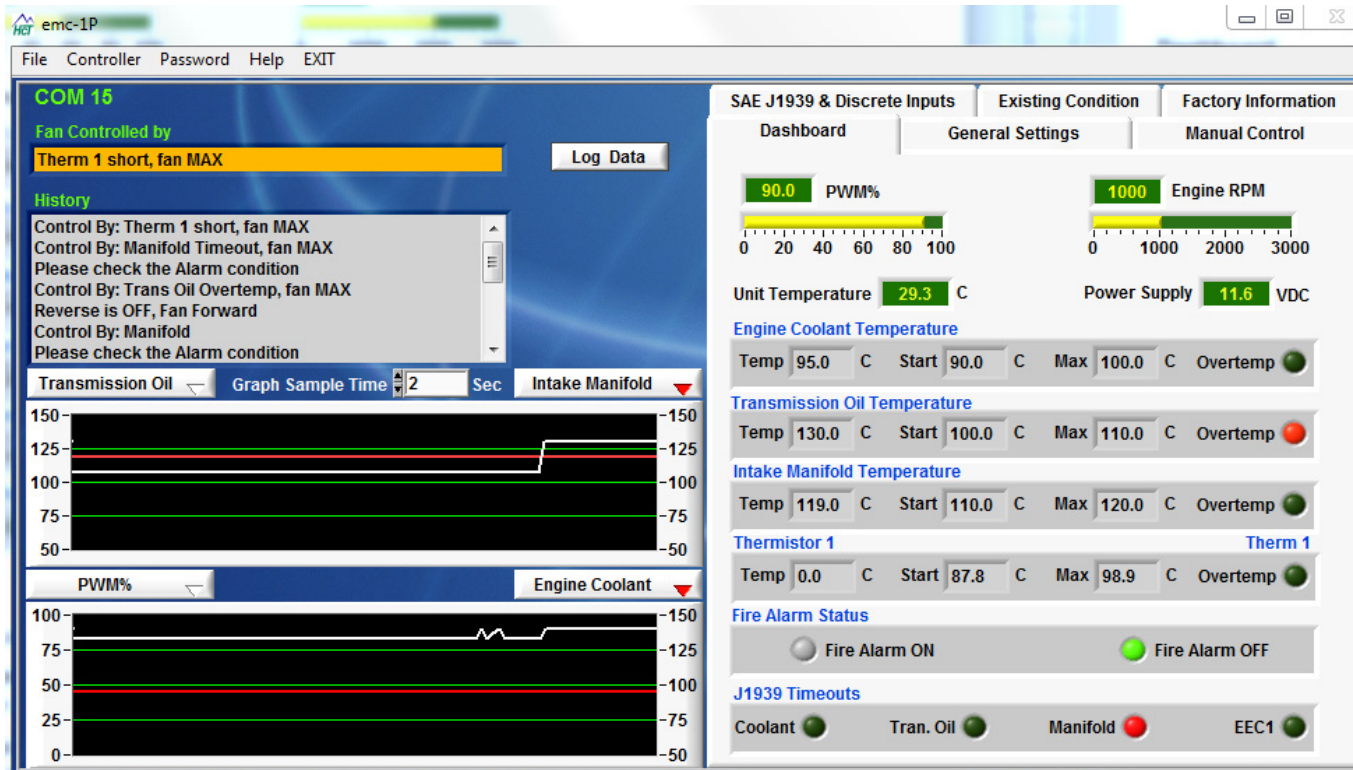 HCT emc-1P
File Controller Password Help EXIT
COM 15
Fan Controlled by
Therm 1 short, fan MAX
Log Data
History
Control By: Therm 1 short, fan MAX
Control By: Manifold Timeout, fan MAX
Please check the Alarm condition
Control By: Trans Oil Overtemp, fan MAX
Reverse is OFF, Fan Forward
Control By: Manifold
Please check the Alarm condition
Transmission Oil Graph Sample Time 2 Sec Intake Manifold
150 150
125 125
100 100
75 75
50 50
PWM% Engine Coolant
100 150
75 125
50 100
25 75
0 50
SAE J1939 & Discrete Inputs Existing Condition Factory Information
Dashboard General Settings Manual Control
90.0 PWM% 1000 Engine RPM
0 20 40 60 80 100 0 1000 2000 3000
Unit Temperature 29.3 C Power Supply 11.6 VDC
Engine Coolant Temperature
Temp 95.0 C Start 90.0 C Max 100.0 C Overtemp
Transmission Oil Temperature
Temp 130.0 C Start 100.0 C Max 110.0 C Overtemp
Intake Manifold Temperature
Temp 119.0 C Start 110.0 C Max 120.0 C Overtemp
Thermistor 1 Therm 1
Temp 0.0 C Start 87.8 C Max 98.9 C Overtemp
Fire Alarm Status
Fire Alarm ON Fire Alarm OFF
J1939 Timeouts
Coolant Tran. Oil Manifold EEC1